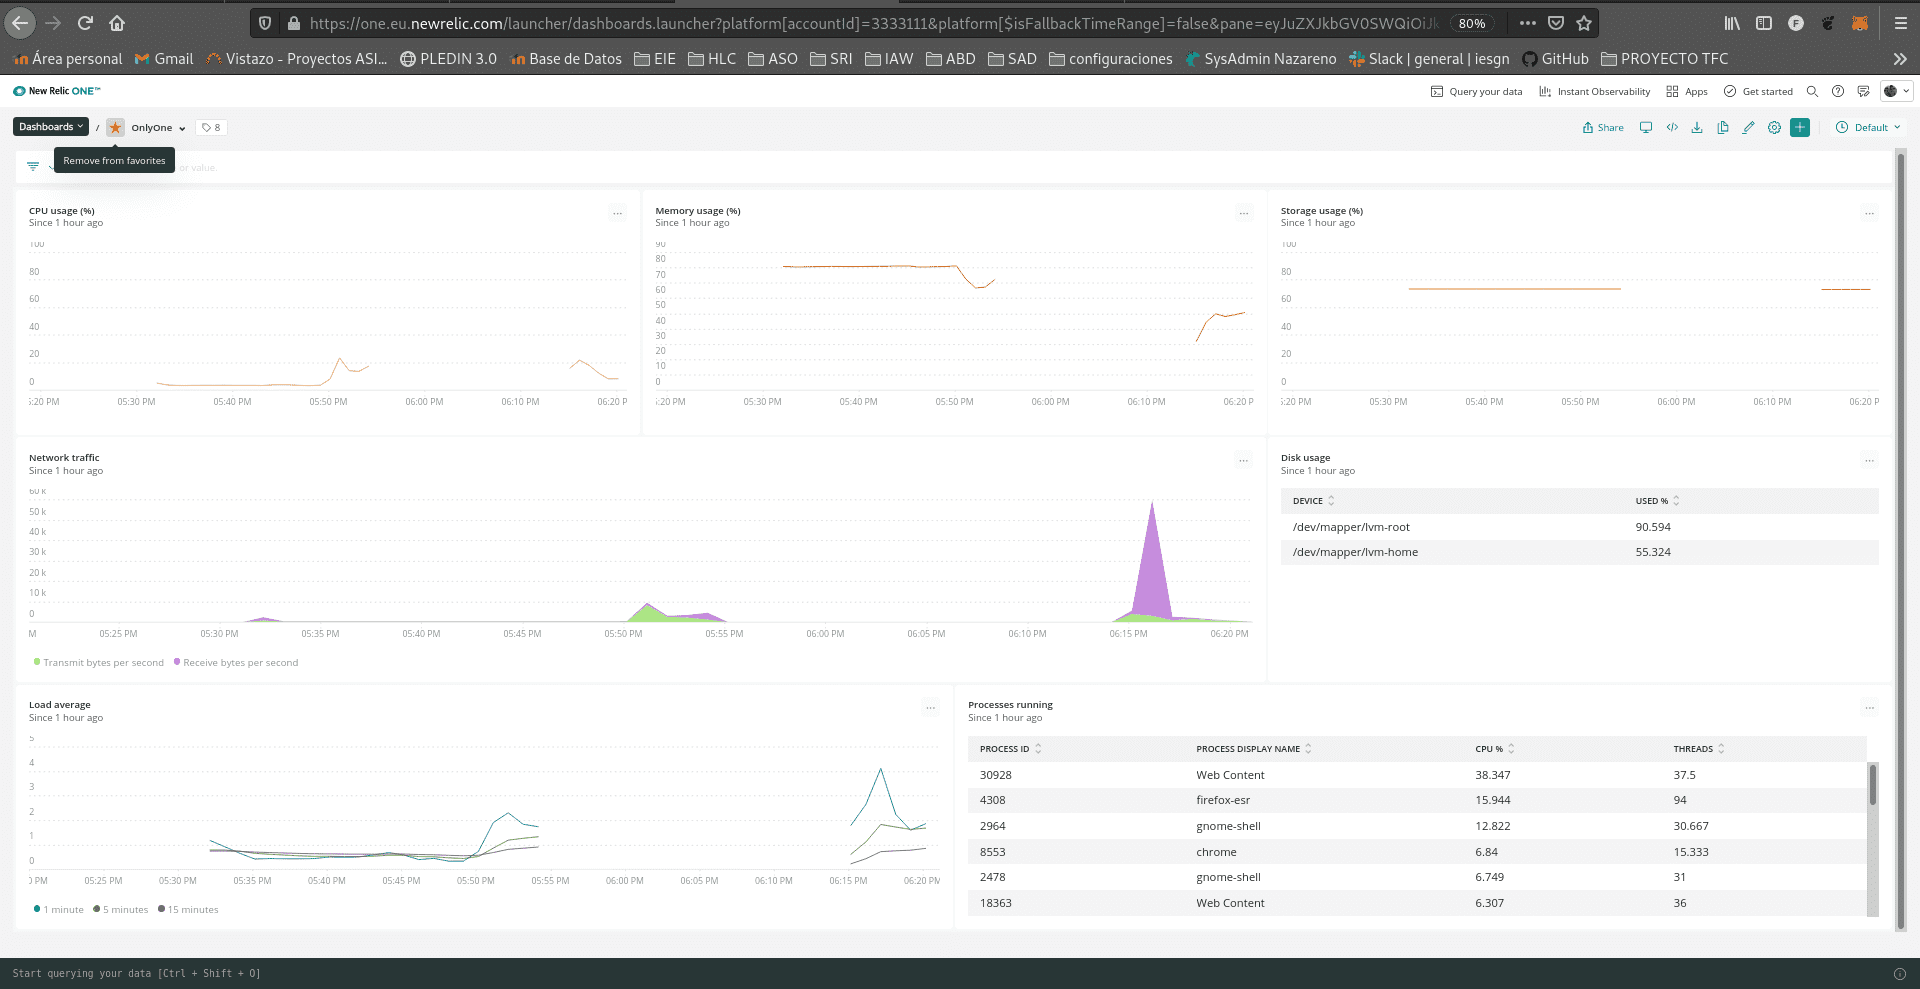 https://one.eu.newrelic.com/launcher/dashboards.launcher?platform[accountId]=3333111&platform[$isFallbackTimeRange]=false&pane=eyJuZXJkbGV0SWQiOiJk 80%
Área personal Gmail Vistazo - Proyectos ASI... PLEDIN 3.0 Base de Datos EIE HLC ASO SRI IAW ABD SAD configuraciones SysAdmin Nazareno Slack | general | iesgn GitHub PROYECTO TFC
New Relic ONE™ Query your data Instant Observability Apps Get started
Dashboards / OnlyOne 8 Share Default
Remove from favorites or value.
CPU usage (%)
Since 1 hour ago
100
80
60
40
20
0
5:20 PM 05:30 PM 05:40 PM 05:50 PM 06:00 PM 06:10 PM 06:20 P
Memory usage (%)
Since 1 hour ago
90
80
70
60
50
40
30
20
10
0
5:20 PM 05:30 PM 05:40 PM 05:50 PM 06:00 PM 06:10 PM 06:20 P
Storage usage (%)
Since 1 hour ago
100
80
60
40
20
0
5:20 PM 05:30 PM 05:40 PM 05:50 PM 06:00 PM 06:10 PM 06:20 P
Network traffic
Since 1 hour ago
60 k
50 k
40 k
30 k
20 k
10 k
0
M 05:25 PM 05:30 PM 05:35 PM 05:40 PM 05:45 PM 05:50 PM 05:55 PM 06:00 PM 06:05 PM 06:10 PM 06:15 PM 06:20 PM
Transmit bytes per second Receive bytes per second
Disk usage
Since 1 hour ago
DEVICE USED %
/dev/mapper/lvm-root 90.594
/dev/mapper/lvm-home 55.324
Load average
Since 1 hour ago
5
4
3
2
1
0
0 PM 05:25 PM 05:30 PM 05:35 PM 05:40 PM 05:45 PM 05:50 PM 05:55 PM 06:00 PM 06:05 PM 06:10 PM 06:15 PM 06:20 PM
1 minute 5 minutes 15 minutes
Processes running
Since 1 hour ago
PROCESS ID PROCESS DISPLAY NAME CPU % THREADS
30928 Web Content 38.347 37.5
4308 firefox-esr 15.944 94
2964 gnome-shell 12.822 30.667
8553 chrome 6.84 15.333
2478 gnome-shell 6.749 31
18363 Web Content 6.307 36
Start querying your data [Ctrl + Shift + O]